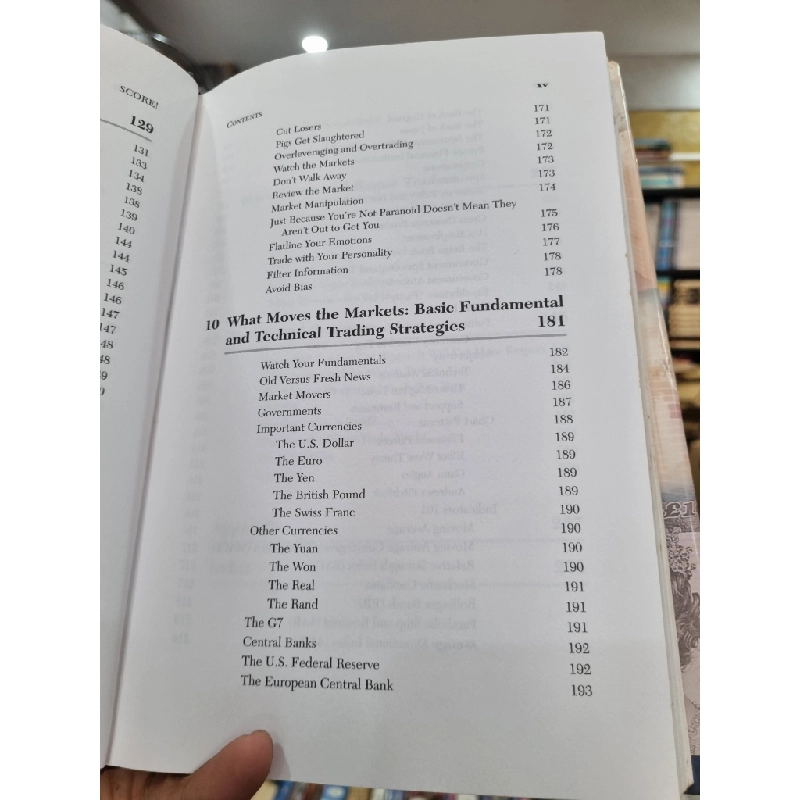 SCORE!
129
131
133
134
138
139
140
144
144
145
146
146
147
CONTENTS xv
Cut Losers 171
Pigs Get Slaughtered 171
Overleveraging and Overtrading 172
Watch the Markets 172
Don't Walk Away 173
Review the Market 173
Market Manipulation 174
Just Because You're Not Paranoid Doesn't Mean They
Aren't Out to Get You 175
Flatline Your Emotions 176
Trade with Your Personality 177
Filter Information 178
Avoid Bias 178
10 What Moves the Markets: Basic Fundamental
and Technical Trading Strategies 181
Watch Your Fundamentals 182
Old Versus Fresh News 184
Market Movers 186
Governments 187
Important Currencies 188
The U.S. Dollar 189
The Euro 189
The Yen 189
The British Pound 189
The Swiss Franc 190
Other Currencies 190
The Yuan 190
The Won 190
The Real 191
The Rand 191
The G7 191
Central Banks 192
The U.S. Federal Reserve 192
The European Central Bank 193